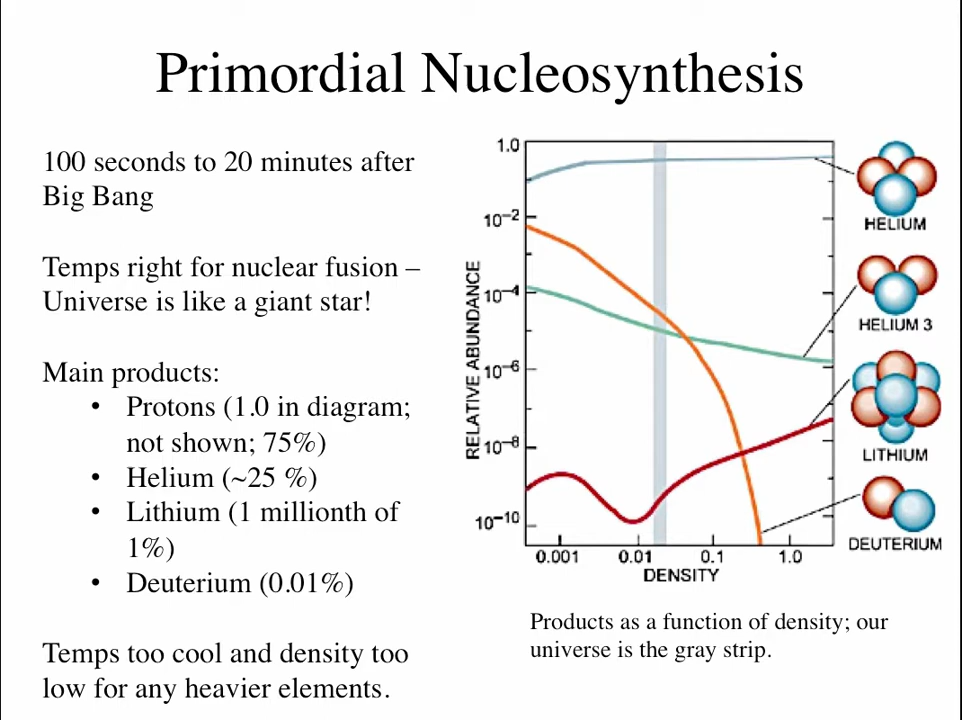 Primordial Nucleosynthesis
100 seconds to 20 minutes after
Big Bang
Temps right for nuclear fusion –
Universe is like a giant star!
Main products:
• Protons (1.0 in diagram;
not shown; 75%)
• Helium (~25 %)
• Lithium (1 millionth of
1%)
• Deuterium (0.01%)
Temps too cool and density too
low for any heavier elements.
RELATIVE ABUNDANCE
1.0
10−2
10−4
10−6
10−8
10−10
0.001 0.01 0.1 1.0
DENSITY
HELIUM
HELIUM 3
LITHIUM
DEUTERIUM
Products as a function of density; our
universe is the gray strip.